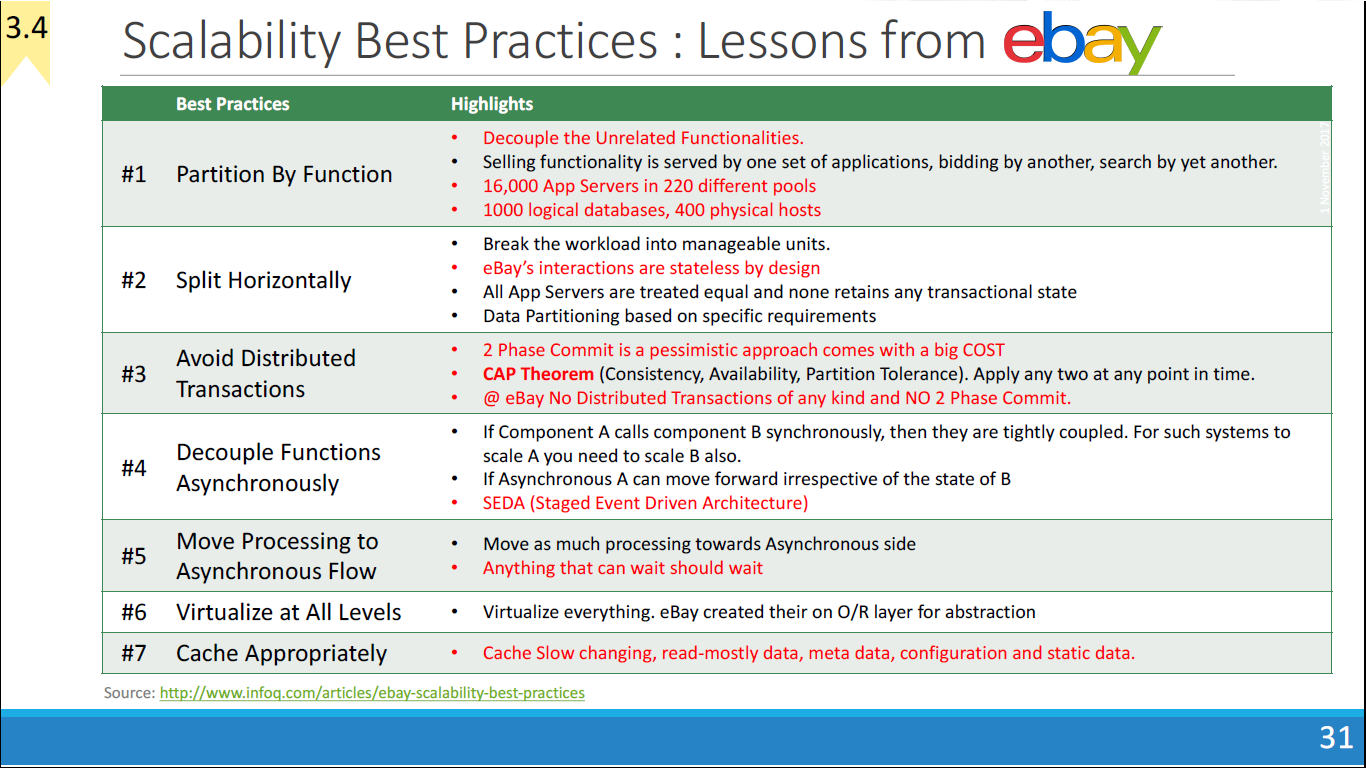 3.4
Scalability Best Practices : Lessons from ebay
Best Practices Highlights
#1 Partition By Function
• Decouple the Unrelated Functionalities.
• Selling functionality is served by one set of applications, bidding by another, search by yet another.
• 16,000 App Servers in 220 different pools
• 1000 logical databases, 400 physical hosts
#2 Split Horizontally
• Break the workload into manageable units.
• eBay’s interactions are stateless by design
• All App Servers are treated equal and none retains any transactional state
• Data Partitioning based on specific requirements
#3 Avoid Distributed
Transactions
• 2 Phase Commit is a pessimistic approach comes with a big COST
• CAP Theorem (Consistency, Availability, Partition Tolerance). Apply any two at any point in time.
• @ eBay No Distributed Transactions of any kind and NO 2 Phase Commit.
#4 Decouple Functions
Asynchronously
• If Component A calls component B synchronously, then they are tightly coupled. For such systems to
scale A you need to scale B also.
• If Asynchronous A can move forward irrespective of the state of B
• SEDA (Staged Event Driven Architecture)
#5 Move Processing to
Asynchronous Flow
• Move as much processing towards Asynchronous side
• Anything that can wait should wait
#6 Virtualize at All Levels
• Virtualize everything. eBay created their on O/R layer for abstraction
#7 Cache Appropriately
• Cache Slow changing, read-mostly data, meta data, configuration and static data.
1 November 2017
Source: http://www.infoq.com/articles/ebay-scalability-best-practices
31